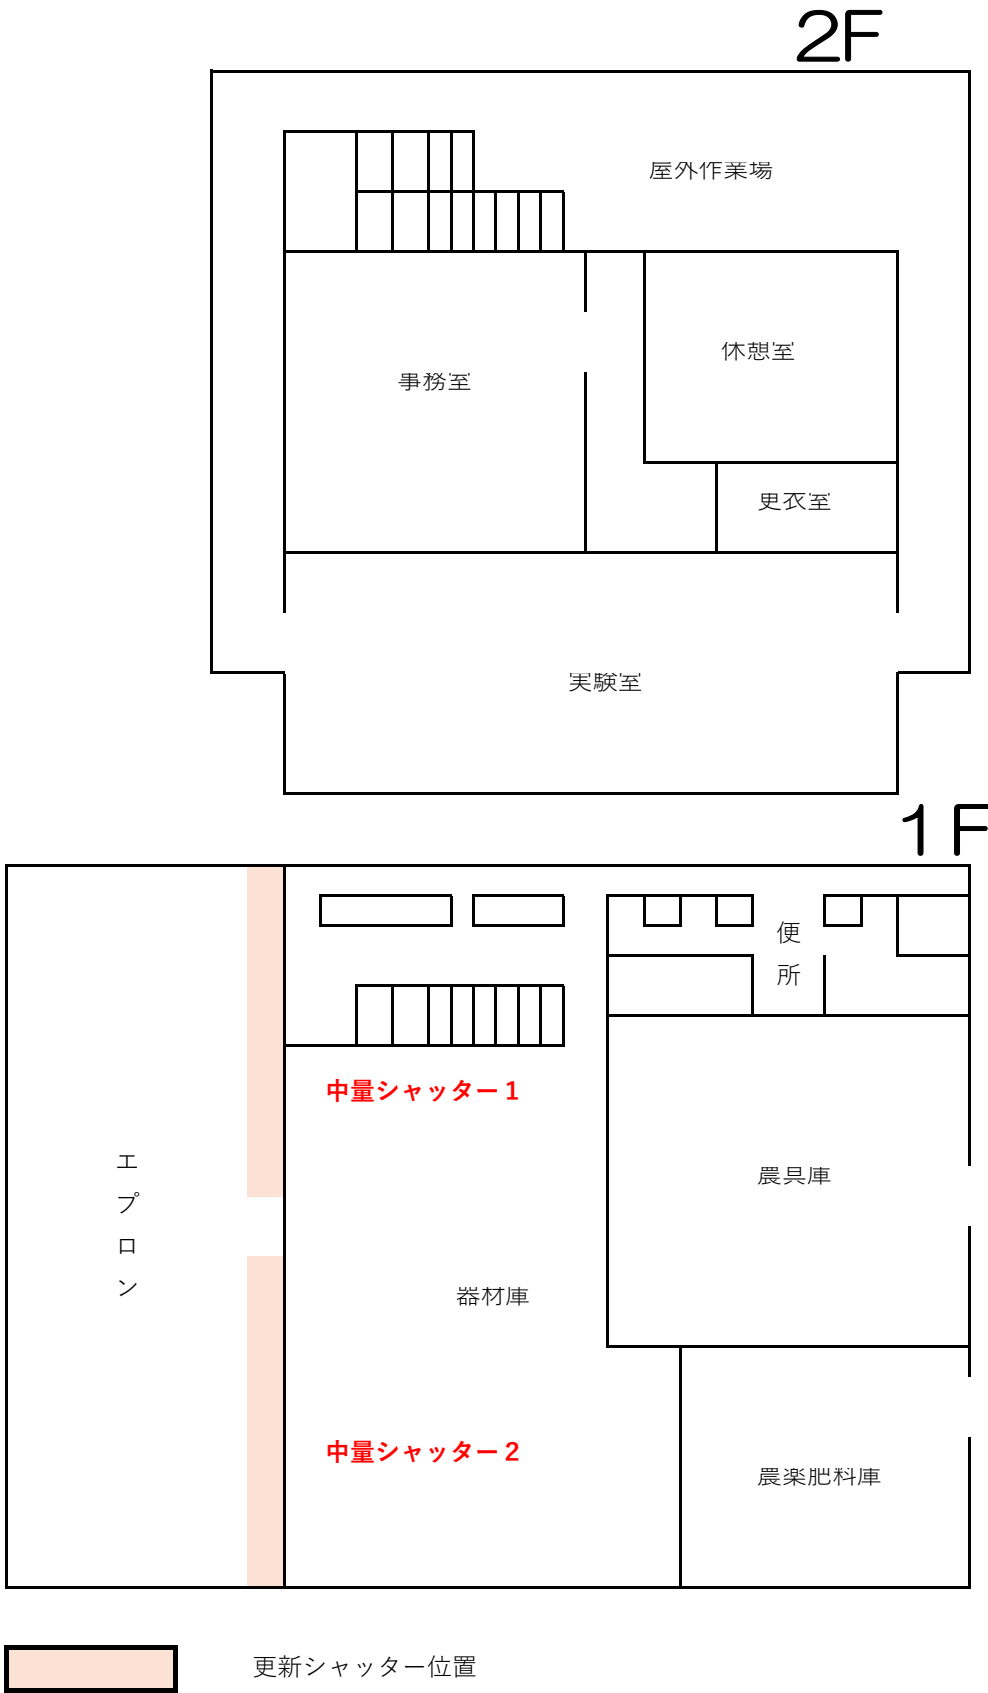 2F
屋外作業場
休憩室
事務室
更衣室
実験室
1F
便所
中量シャッター1
エプロン
農具庫
器材庫
中量シャッター2
農楽肥料庫
更新シャッター位置